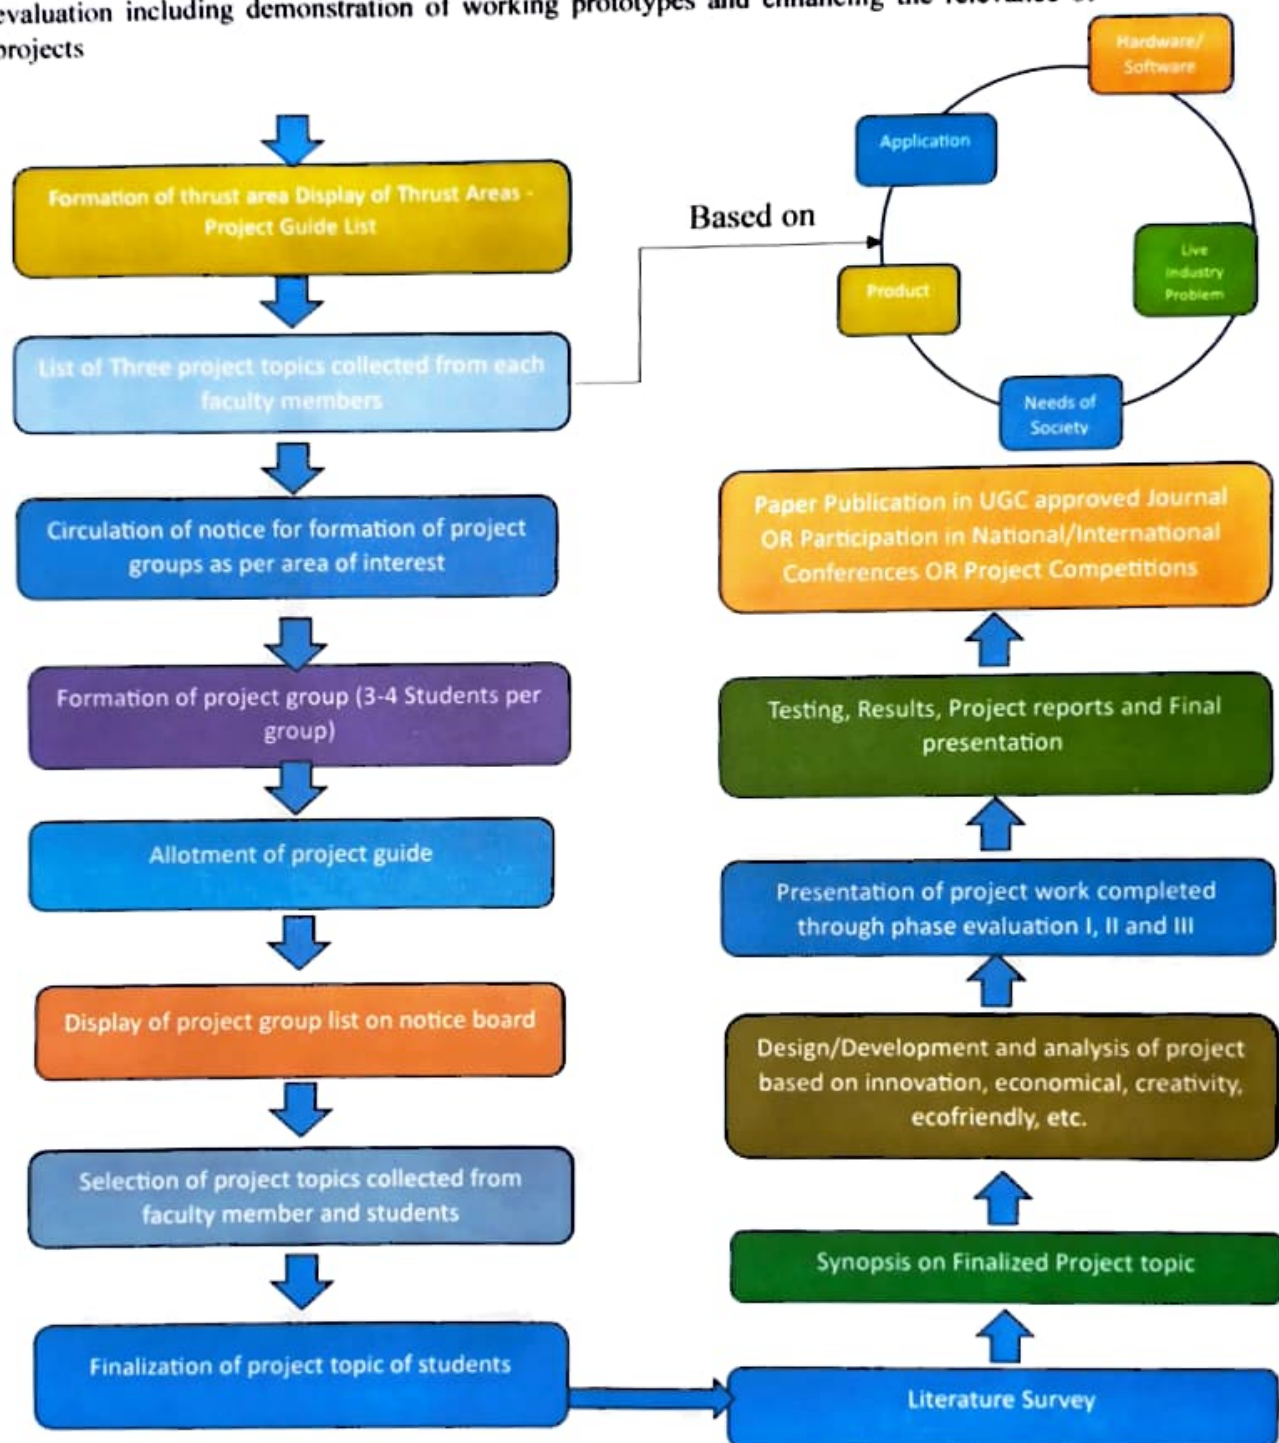 evaluation including demonstration of working prototypes and enhancing the relevance
projects
Formation of thrust area Display of Thrust Areas -
Project Guide List
List of Three project topics collected from each
faculty members
Circulation of notice for formation of project
groups as per area of interest
Formation of project group (3-4 Students per
group)
Allotment of project guide
Display of project group list on notice board
Selection of project topics collected from
faculty member and students
Finalization of project topic of students
Based on
Hardware/
Software
Application
Live
Industry
Problem
Product
Needs of
Society
Paper Publication in UGC approved Journal
OR Participation in National/International
Conferences OR Project Competitions
Testing, Results, Project reports and Final
presentation
Presentation of project work completed
through phase evaluation I, II and III
Design/Development and analysis of project
based on innovation, economical, creativity,
ecofriendly, etc.
Synopsis on Finalized Project topic
Literature Survey